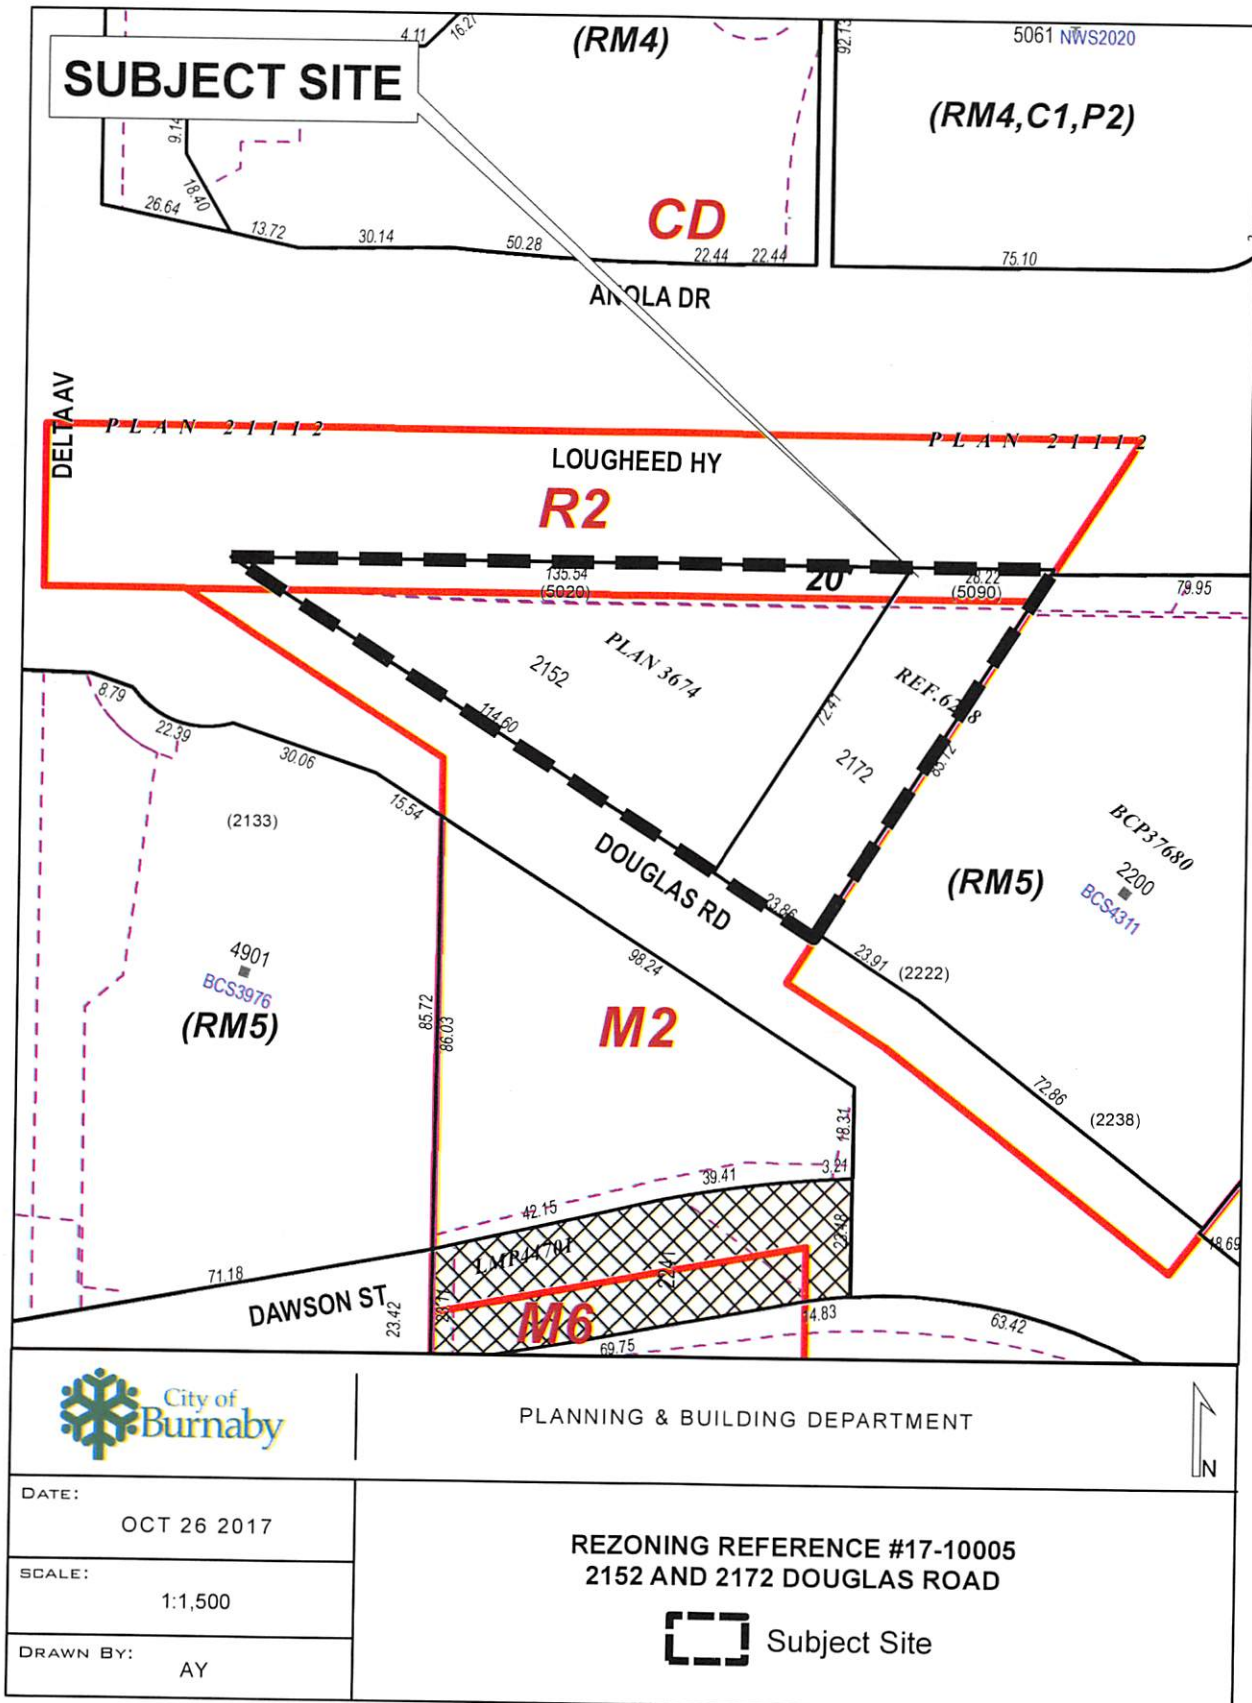 4.11
16.27
(RM4)
92.13
5061 NWS2020
SUBJECT SITE
(RM4,C1,P2)
9.14
18.40
26.64
13.72
30.14
50.28
CD
22.44
22.44
75.10
ANOLA DR
DELTA AV
PLAN 21112
PLAN 21112
LOUGHEED HY
R2
135.54
(5020)
20
28.22
(5090)
79.95
2152
PLAN 3674
REF.
114.60
72.41
2172
8.79
22.39
30.06
15.54
(2133)
DOUGLAS RD
23.86
BCP37680
(RM5)
2200
BCS4311
23.91
(2222)
4901
BCS3976
(RM5)
98.24
85.72
86.03
M2
72.86
(2238)
18.31
3.21
39.41
42.15
LMP44701
2241
71.18
DAWSON ST
23.42
M6
69.75
14.83
63.42
18.69
City of
Burnaby
PLANNING & BUILDING DEPARTMENT
N
DATE:
OCT 26 2017
SCALE:
1:1,500
DRAWN BY:
AY
REZONING REFERENCE #17-10005
2152 AND 2172 DOUGLAS ROAD
Subject Site